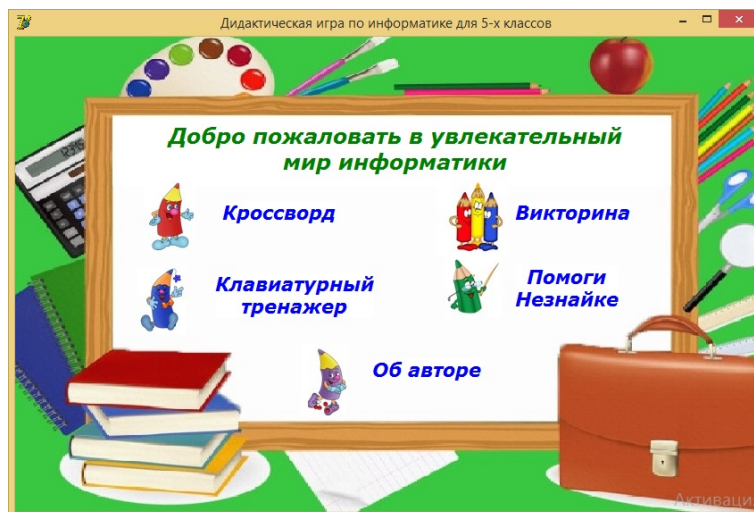 Дидактическая игра по информатике для 5-х классов
Добро пожаловать в увлекательный
мир информатики
Кроссворд
Викторина
Клавиатурный
тренажер
Помоги
Незнайке
Об авторе